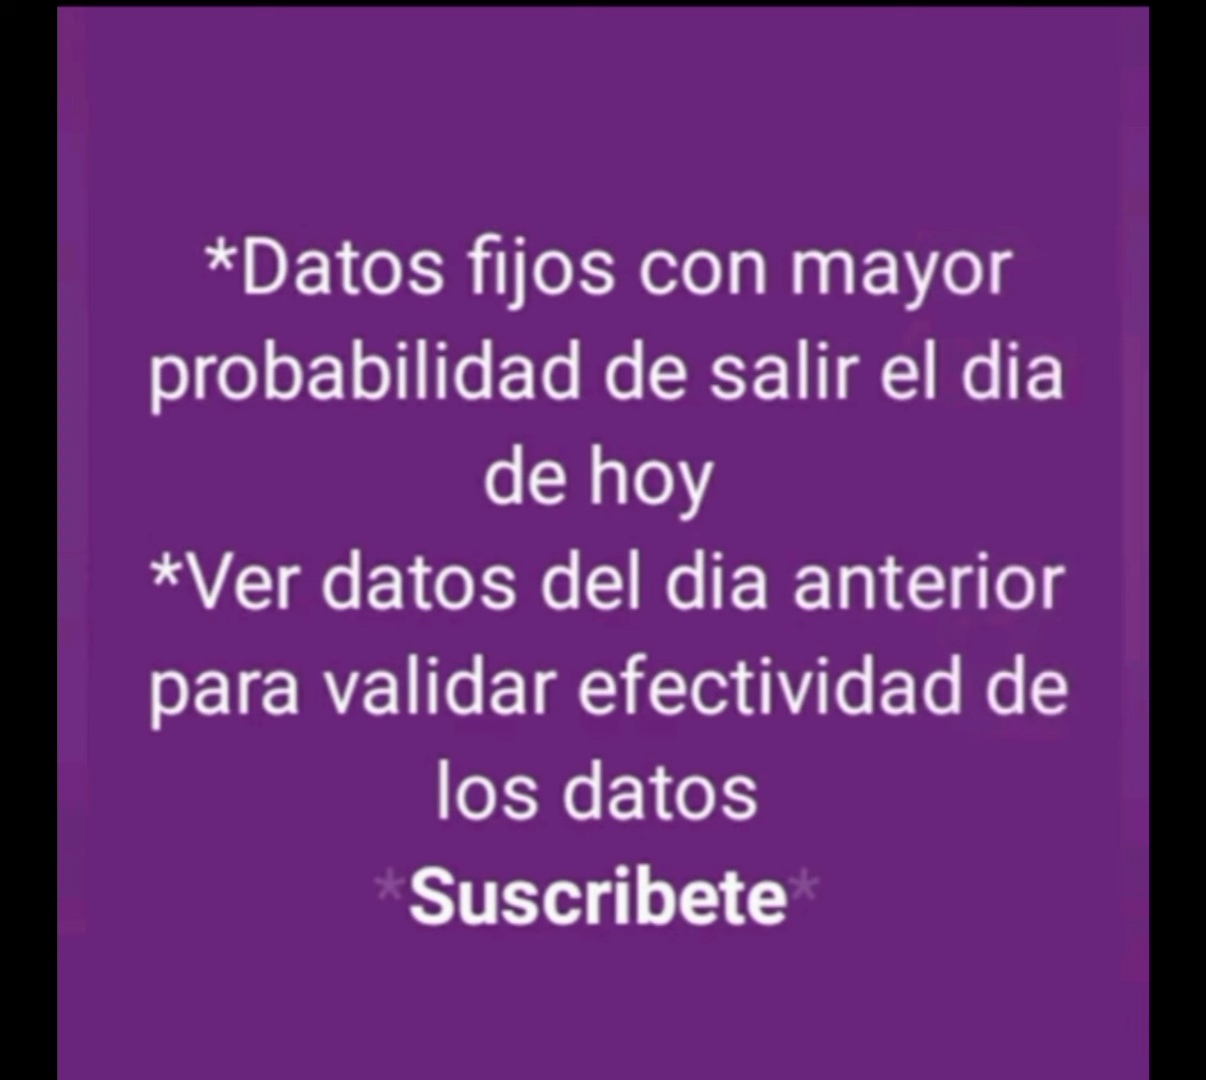 *Datos fijos con mayor
probabilidad de salir el dia
de hoy
*Ver datos del dia anterior
para validar efectividad de
los datos
*Suscribete*